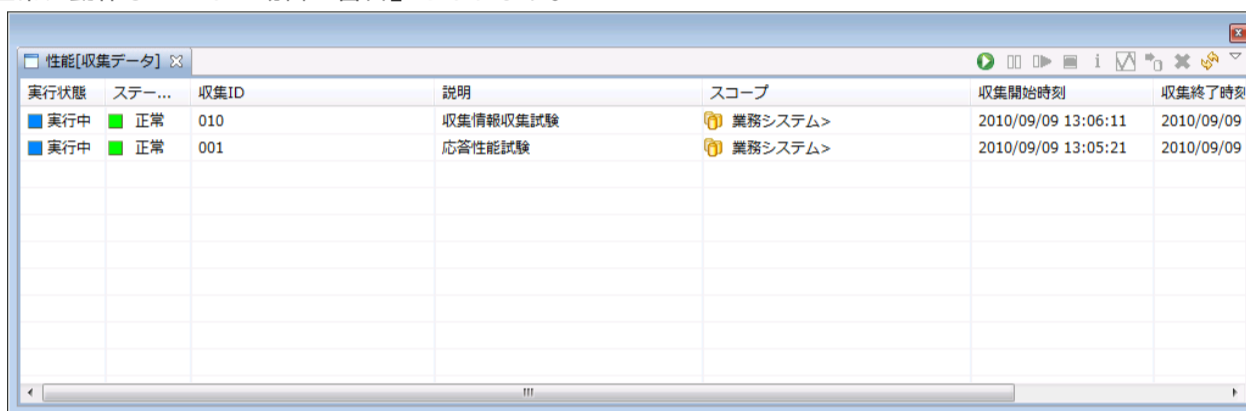 性能[収集データ]
実行状態 ステー... 収集ID 説明 スコープ 収集開始時刻 収集終了時刻
実行中 正常 010 収集情報収集試験 業務システム> 2010/09/09 13:06:11 2010/09/09
実行中 正常 001 応答性能試験 業務システム> 2010/09/09 13:05:21 2010/09/09